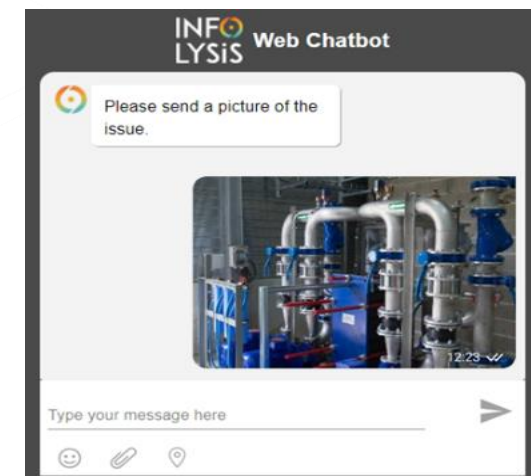 INFO
LYSiS
Web Chatbot
Please send a picture of the
issue.
12:23
Type your message here